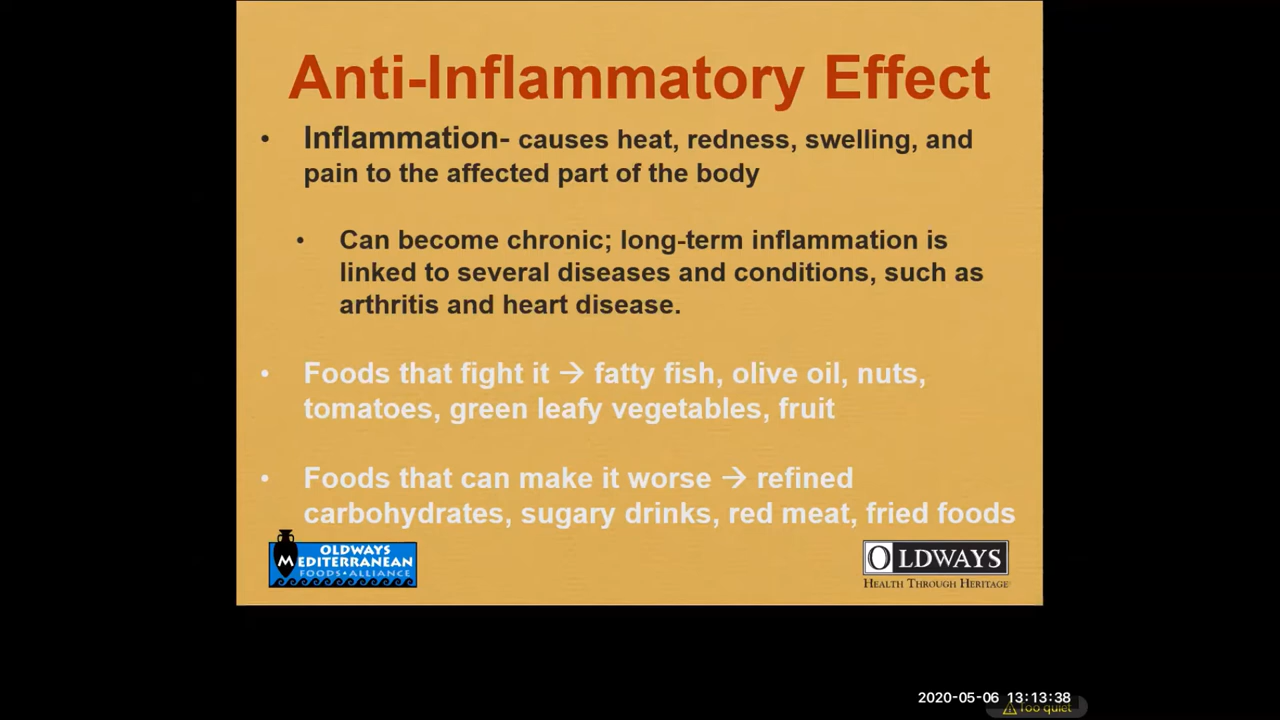 Anti-Inflammatory Effect
• Inflammation- causes heat, redness, swelling, and
pain to the affected part of the body
• Can become chronic; long-term inflammation is
linked to several diseases and conditions, such as
arthritis and heart disease.
• Foods that fight it → fatty fish, olive oil, nuts,
tomatoes, green leafy vegetables, fruit
• Foods that can make it worse → refined
carbohydrates, sugary drinks, red meat, fried foods
OLDWAYS
MEDITERRANEAN
FOODS • ALLIANCE
OLDWAYS
HEALTH THROUGH HERITAGE
2020-05-06 13:13:38
Too quiet